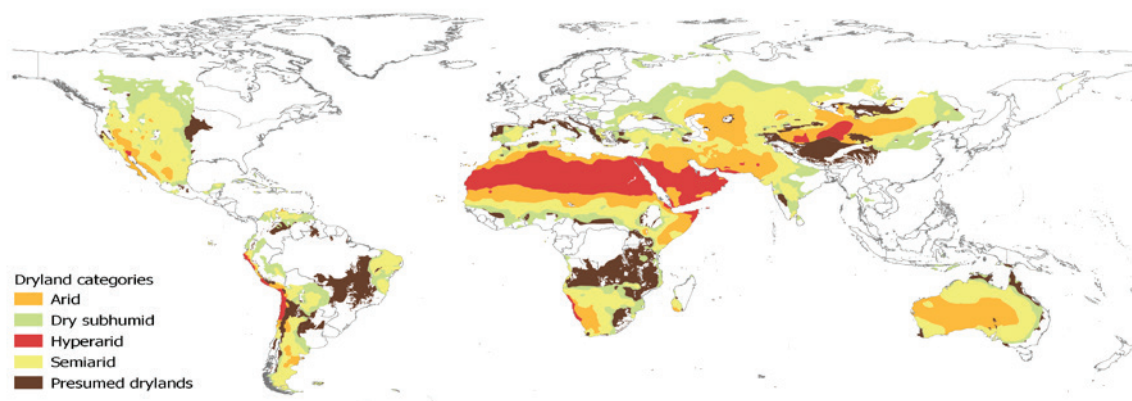 Dryland categories
Arid
Dry subhumid
Hyperarid
Semiarid
Presumed drylands